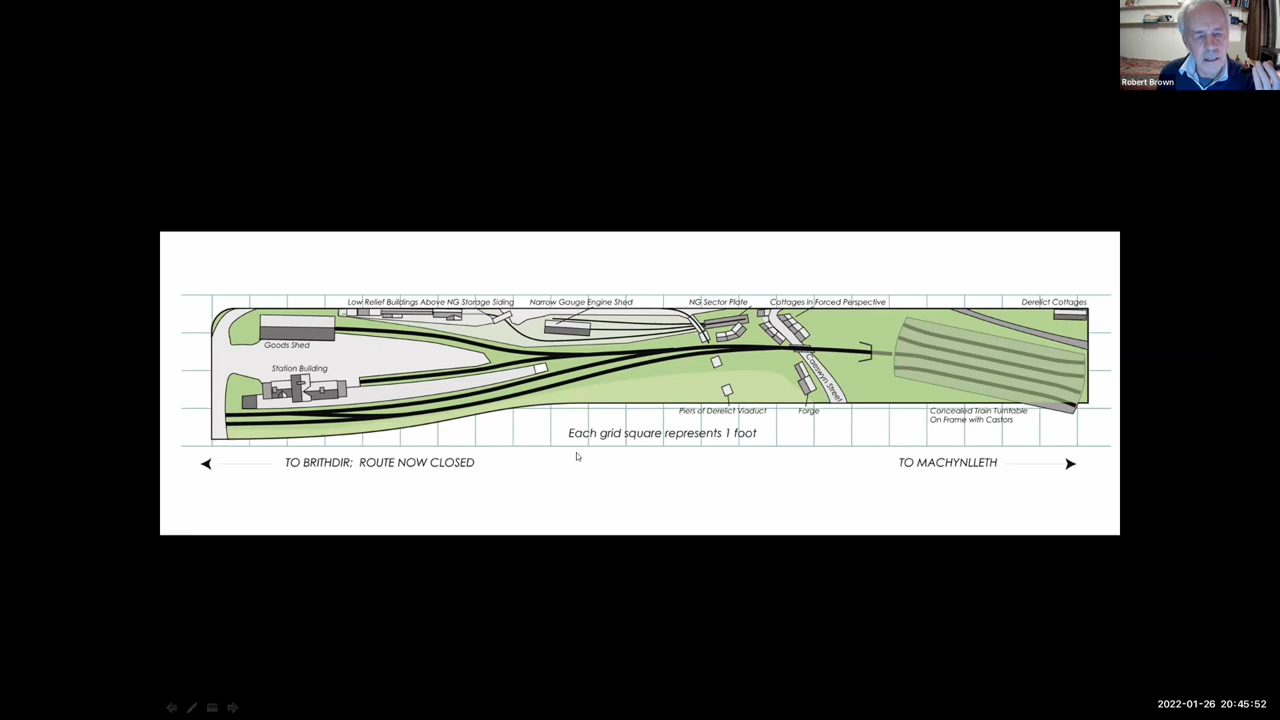 Robert Brown
Low Relief Buildings Above NG Storage Siding
Narrow Gauge Engine Shed
NG Sector Plate
Cottages in Forced Perspective
Derelict Cottages
Goods Shed
Station Building
Cooswyn Street
Piers of Derelict Viaduct
Forge
Concealed Train Turntable
On Frame with Castors
Each grid square represents 1 foot
TO BRITHDIR; ROUTE NOW CLOSED
TO MACHYNLLETH
2022-01-26 20:45:52